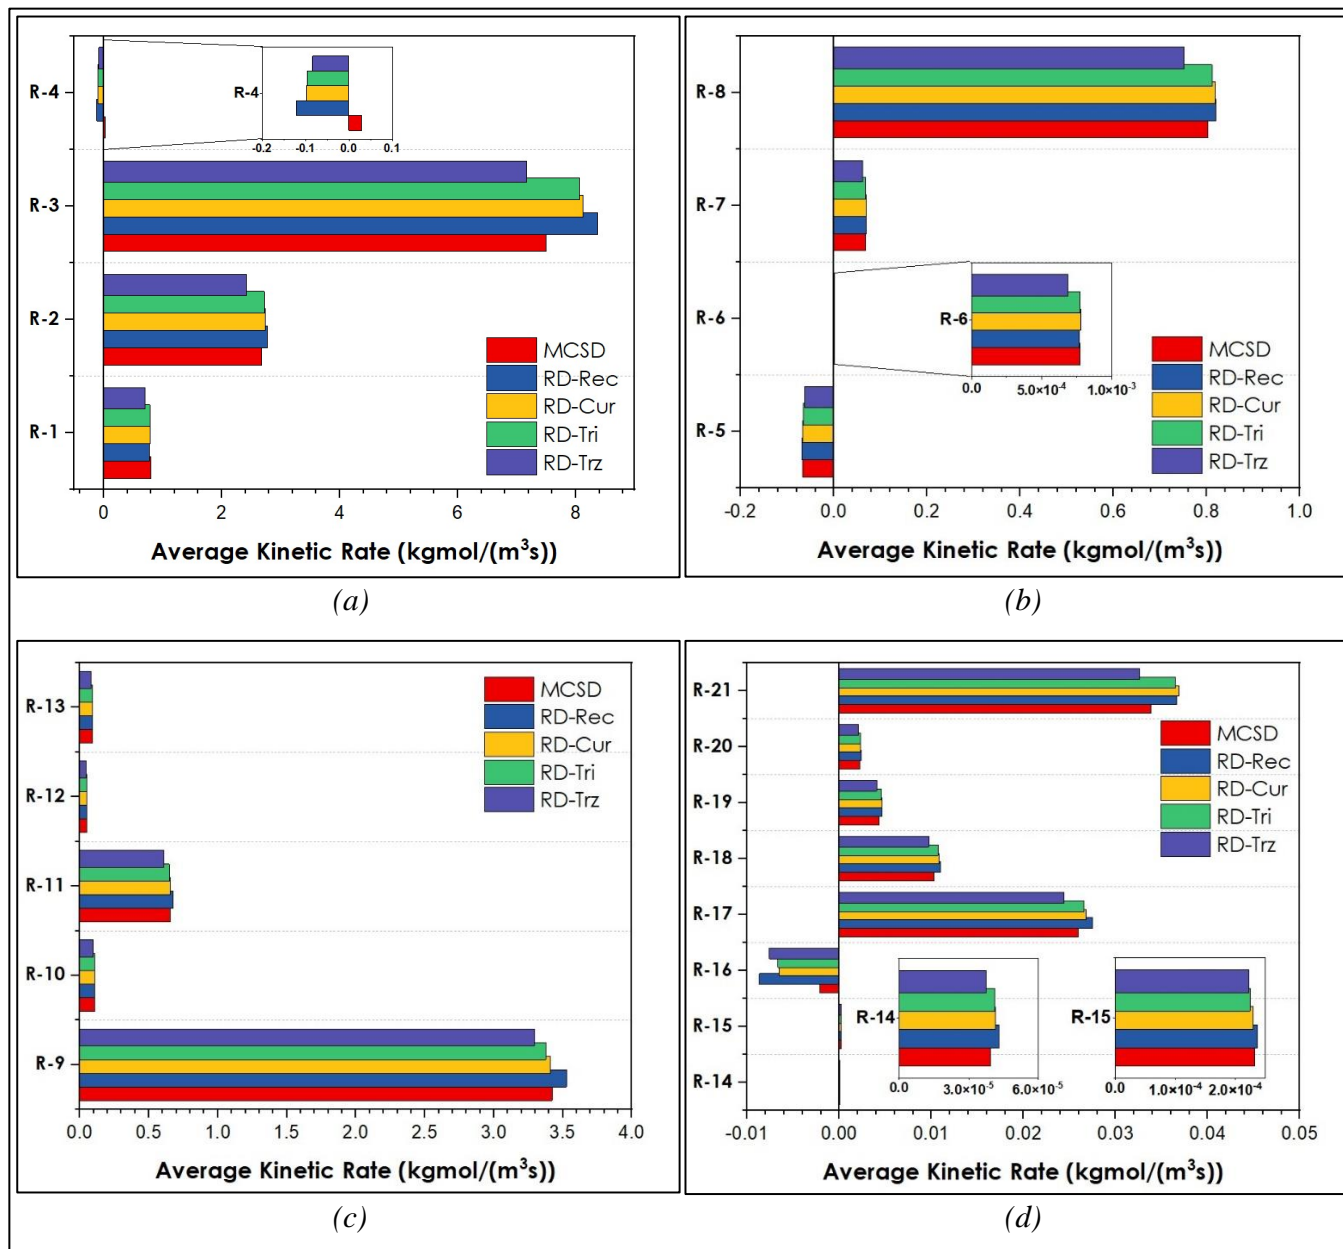 R-4
R-3
R-2
R-1
R-4
-0.2 -0.1 0.0 0.1
MCSD
RD-Rec
RD-Cur
RD-Tri
RD-Trz
0 2 4 6 8
Average Kinetic Rate (kgmol/(m³s))
(a)
R-8
R-7
R-6
R-5
R-6
0.0 5.0×10⁻⁴ 1.0×10⁻³
MCSD
RD-Rec
RD-Cur
RD-Tri
RD-Trz
-0.2 0.0 0.2 0.4 0.6 0.8 1.0
Average Kinetic Rate (kgmol/(m³s))
(b)
R-13
R-12
R-11
R-10
R-9
MCSD
RD-Rec
RD-Cur
RD-Tri
RD-Trz
0.0 0.5 1.0 1.5 2.0 2.5 3.0 3.5 4.0
Average Kinetic Rate (kgmol/(m³s))
(c)
R-21
R-20
R-19
R-18
R-17
R-16
R-15
R-14
MCSD
RD-Rec
RD-Cur
RD-Tri
RD-Trz
R-14
0.0 3.0×10⁻⁵ 6.0×10⁻⁵
R-15
0.0 1.0×10⁻⁴ 2.0×10⁻⁴
-0.01 0.00 0.01 0.02 0.03 0.04 0.05
Average Kinetic Rate (kgmol/(m³s))
(d)